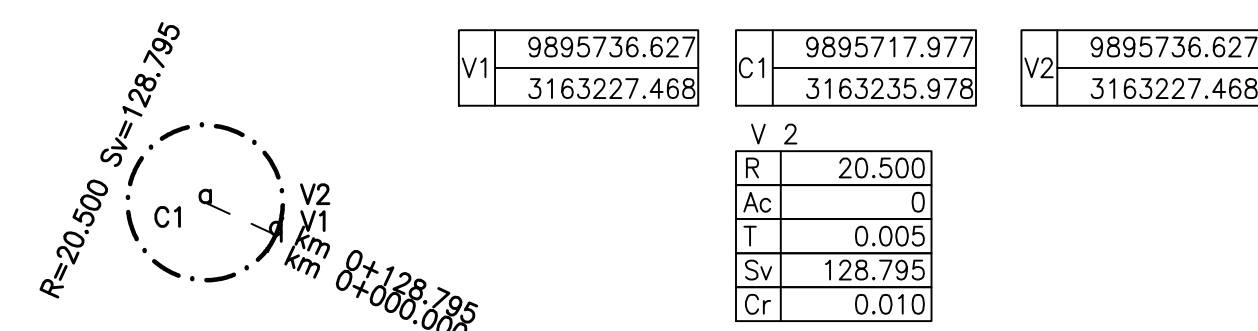 R=20.500 Sv=128.795
C1
V2
V1
km 0+128.795
km 0+000.000
V1
9895736.627
3163227.468
C1
9895717.977
3163235.978
V2
9895736.627
3163227.468
V 2
R 20.500
Ac 0
T 0.005
Sv 128.795
Cr 0.010